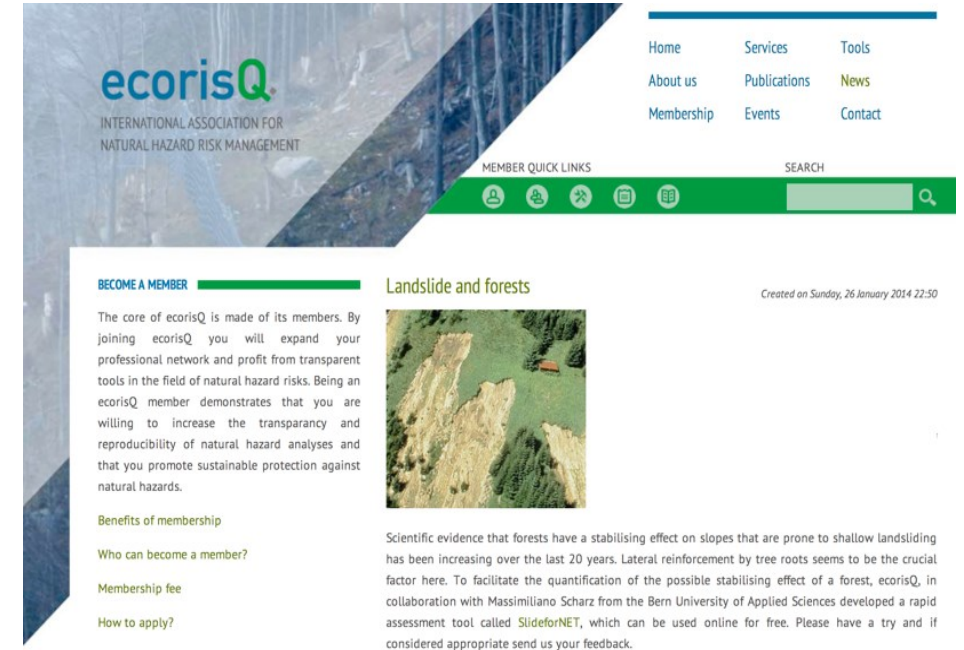 ecorisQ
INTERNATIONAL ASSOCIATION FOR
NATURAL HAZARD RISK MANAGEMENT
Home Services Tools
About us Publications News
Membership Events Contact
MEMBER QUICK LINKS SEARCH
BECOME A MEMBER
The core of ecorisQ is made of its members. By
joining ecorisQ you will expand your
professional network and profit from transparent
tools in the field of natural hazard risks. Being an
ecorisQ member demonstrates that you are
willing to increase the transparancy and
reproducibility of natural hazard analyses and
that you promote sustainable protection against
natural hazards.
Benefits of membership
Who can become a member?
Membership fee
How to apply?
Landslide and forests
Created on Sunday, 26 January 2014 22:50
Scientific evidence that forests have a stabilising effect on slopes that are prone to shallow landsliding
has been increasing over the last 20 years. Lateral reinforcement by tree roots seems to be the crucial
factor here. To facilitate the quantification of the possible stabilising effect of a forest, ecorisQ, in
collaboration with Massimiliano Scharz from the Bern University of Applied Sciences developed a rapid
assessment tool called SlideforNET, which can be used online for free. Please have a try and if
considered appropriate send us your feedback.